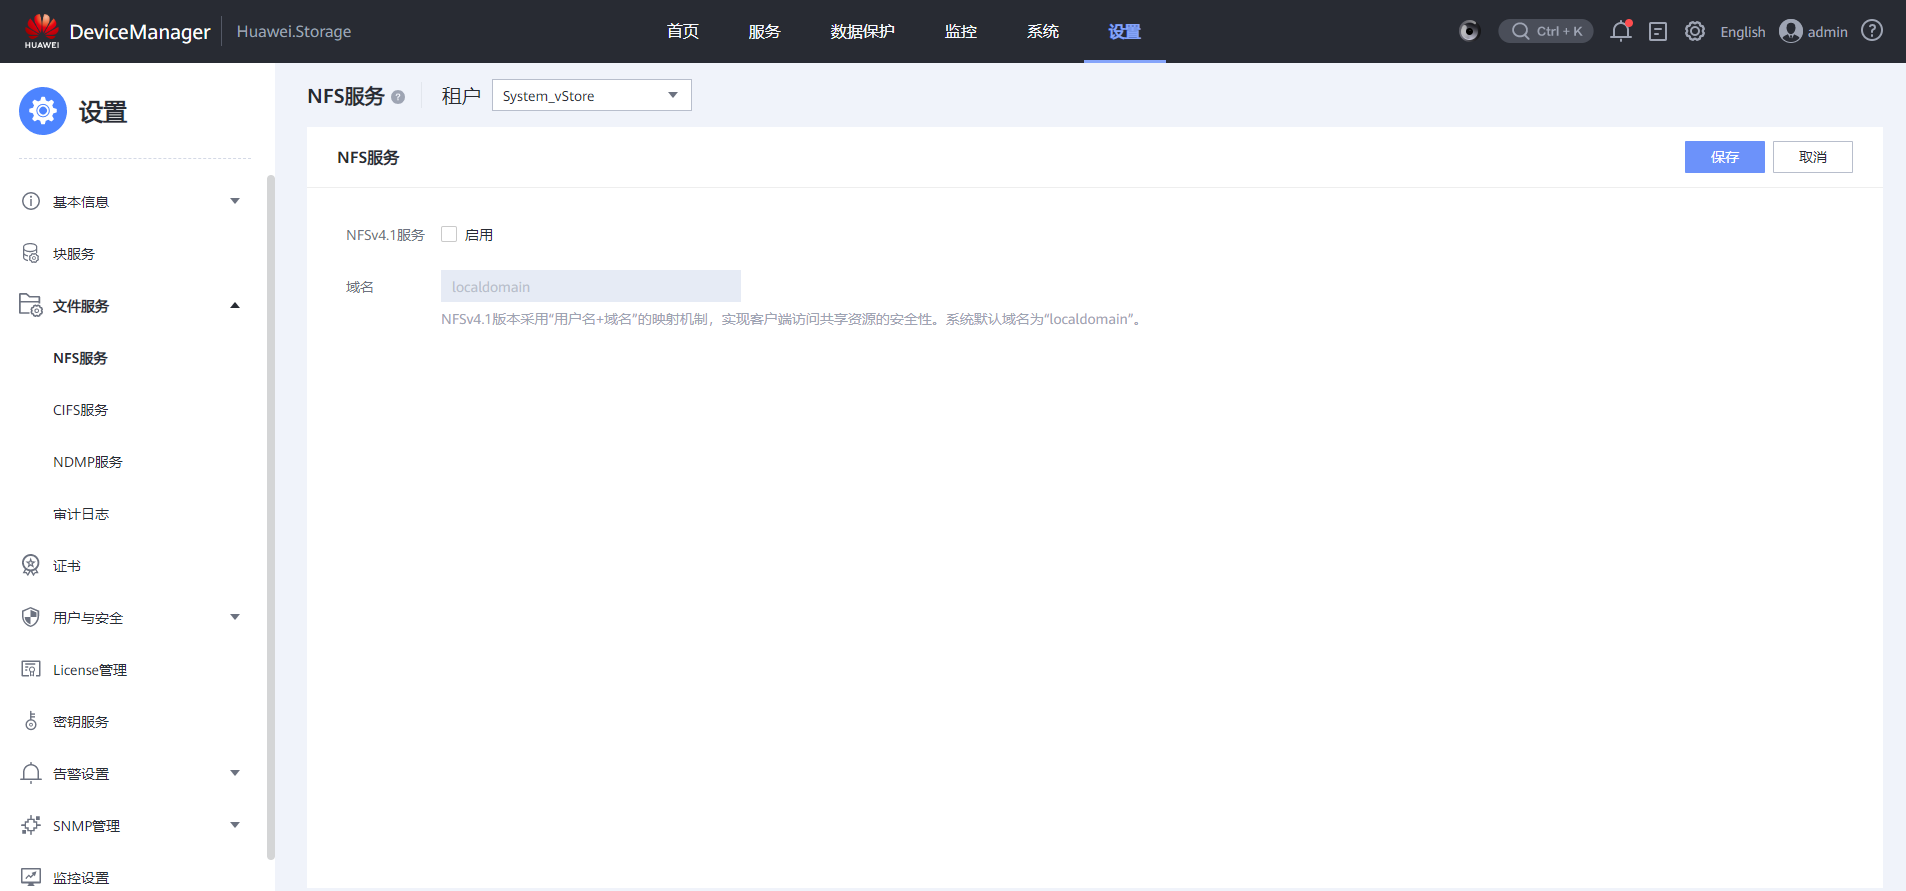 HUAWEI DeviceManager Huawei.Storage 首页 服务 数据保护 监控 系统 设置 Ctrl + K English admin
设置
基本信息
块服务
文件服务
NFS服务
CIFS服务
NDMP服务
审计日志
证书
用户与安全
License管理
密钥服务
告警设置
SNMP管理
监控设置
NFS服务 租户 System_vStore
NFS服务 保存 取消
NFSv4.1服务 启用
域名 localdomain
NFSv4.1版本采用“用户名+域名”的映射机制，实现客户端访问共享资源的安全性。系统默认域名为“localdomain”。